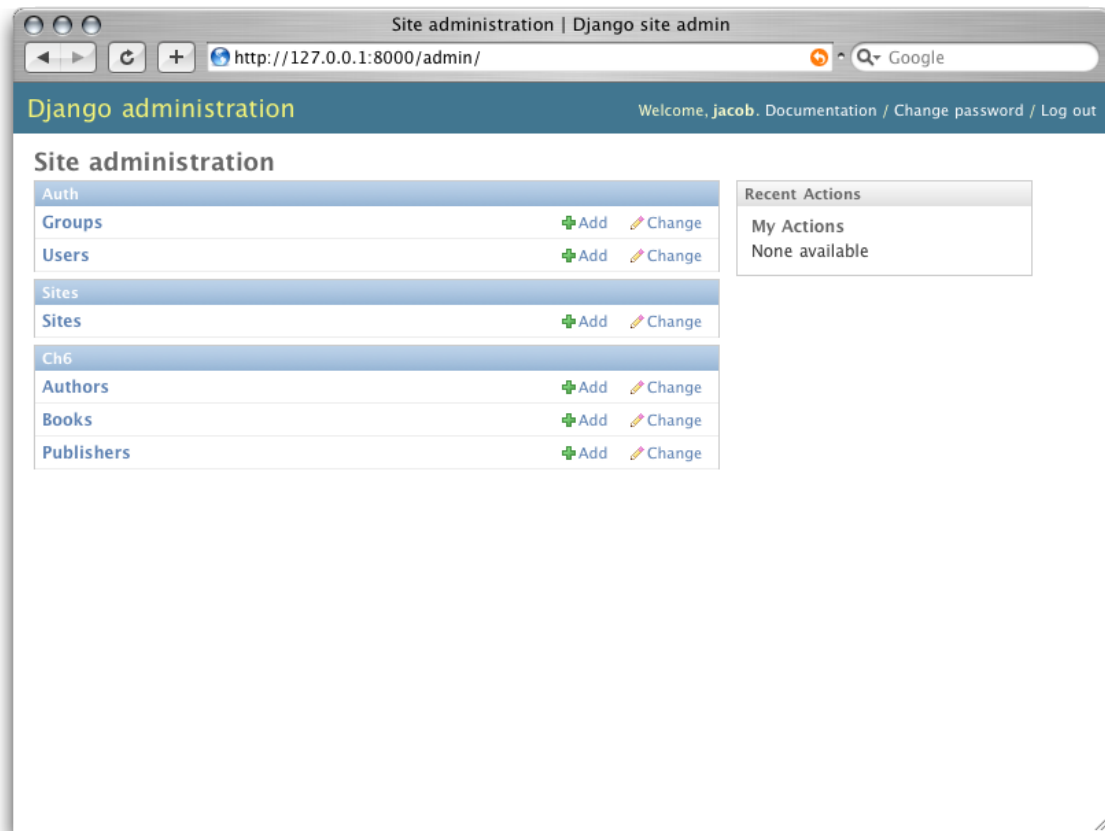 Site administration | Django site admin
http://127.0.0.1:8000/admin/
Google
Django administration
Welcome, jacob. Documentation / Change password / Log out
Site administration
Auth
Groups Add Change
Users Add Change
Sites
Sites Add Change
Ch6
Authors Add Change
Books Add Change
Publishers Add Change
Recent Actions
My Actions
None available